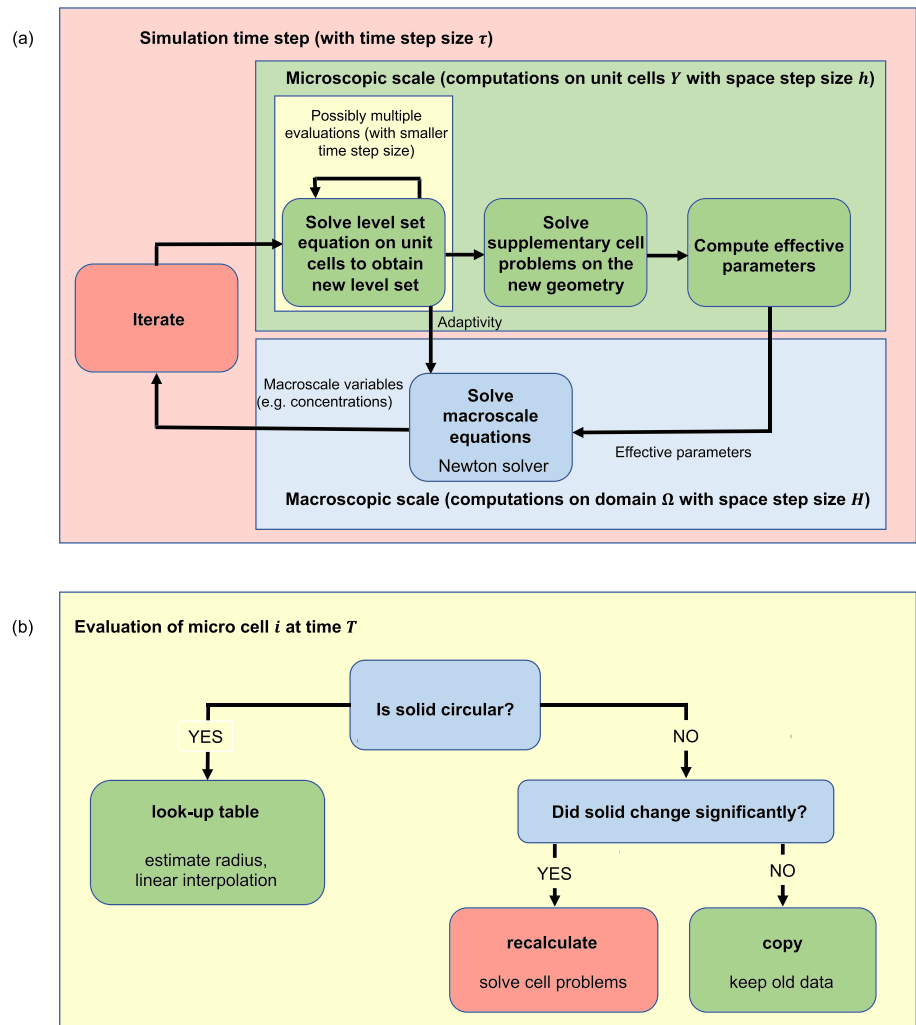 (a)
Simulation time step (with time step size τ)
Microscopic scale (computations on unit cells Y with space step size h)
Possibly multiple
evaluations (with smaller
time step size)
Solve level set
equation on unit
cells to obtain
new level set
Solve
supplementary cell
problems on the
new geometry
Compute effective
parameters
Iterate
Adaptivity
Macroscale variables
(e.g. concentrations)
Solve
macroscale
equations
Newton solver
Effective parameters
Macroscopic scale (computations on domain Ω with space step size H)
(b)
Evaluation of micro cell i at time T
Is solid circular?
YES
NO
look-up table
estimate radius,
linear interpolation
Did solid change significantly?
YES
NO
recalculate
solve cell problems
copy
keep old data